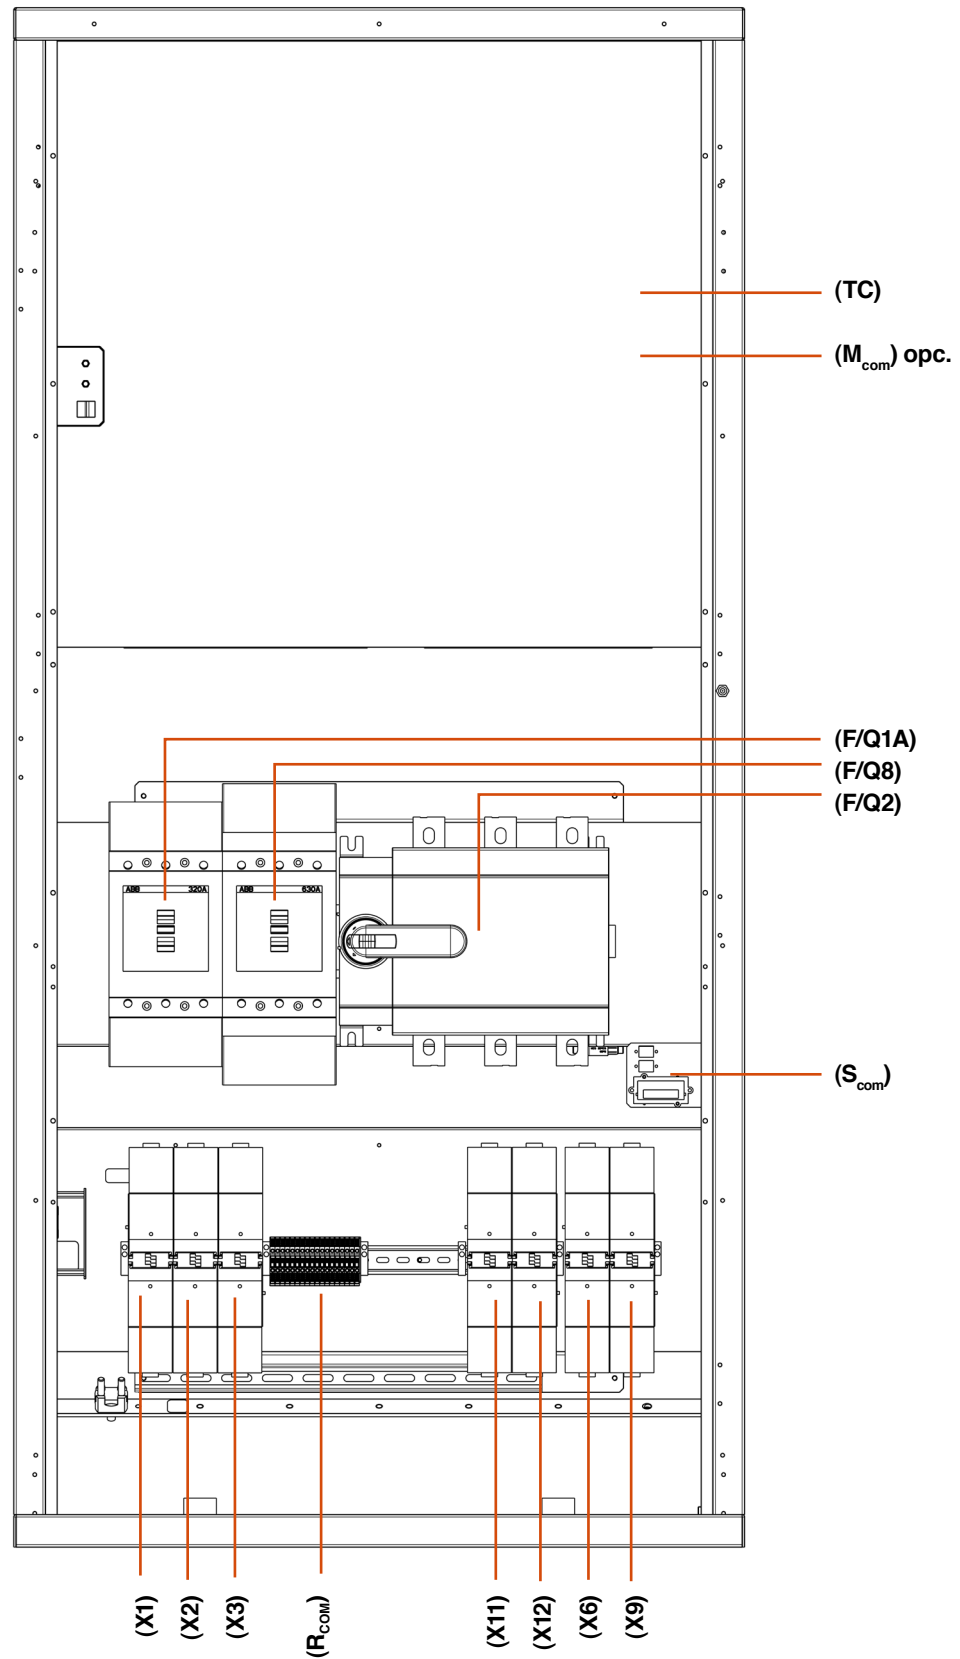 (TC)
(Mcom) opc.
(F/Q1A)
(F/Q8)
(F/Q2)
ABB 320A
ABB 630A
(Scom)
(X1)
(X2)
(X3)
(RCOM)
(X11)
(X12)
(X6)
(X9)